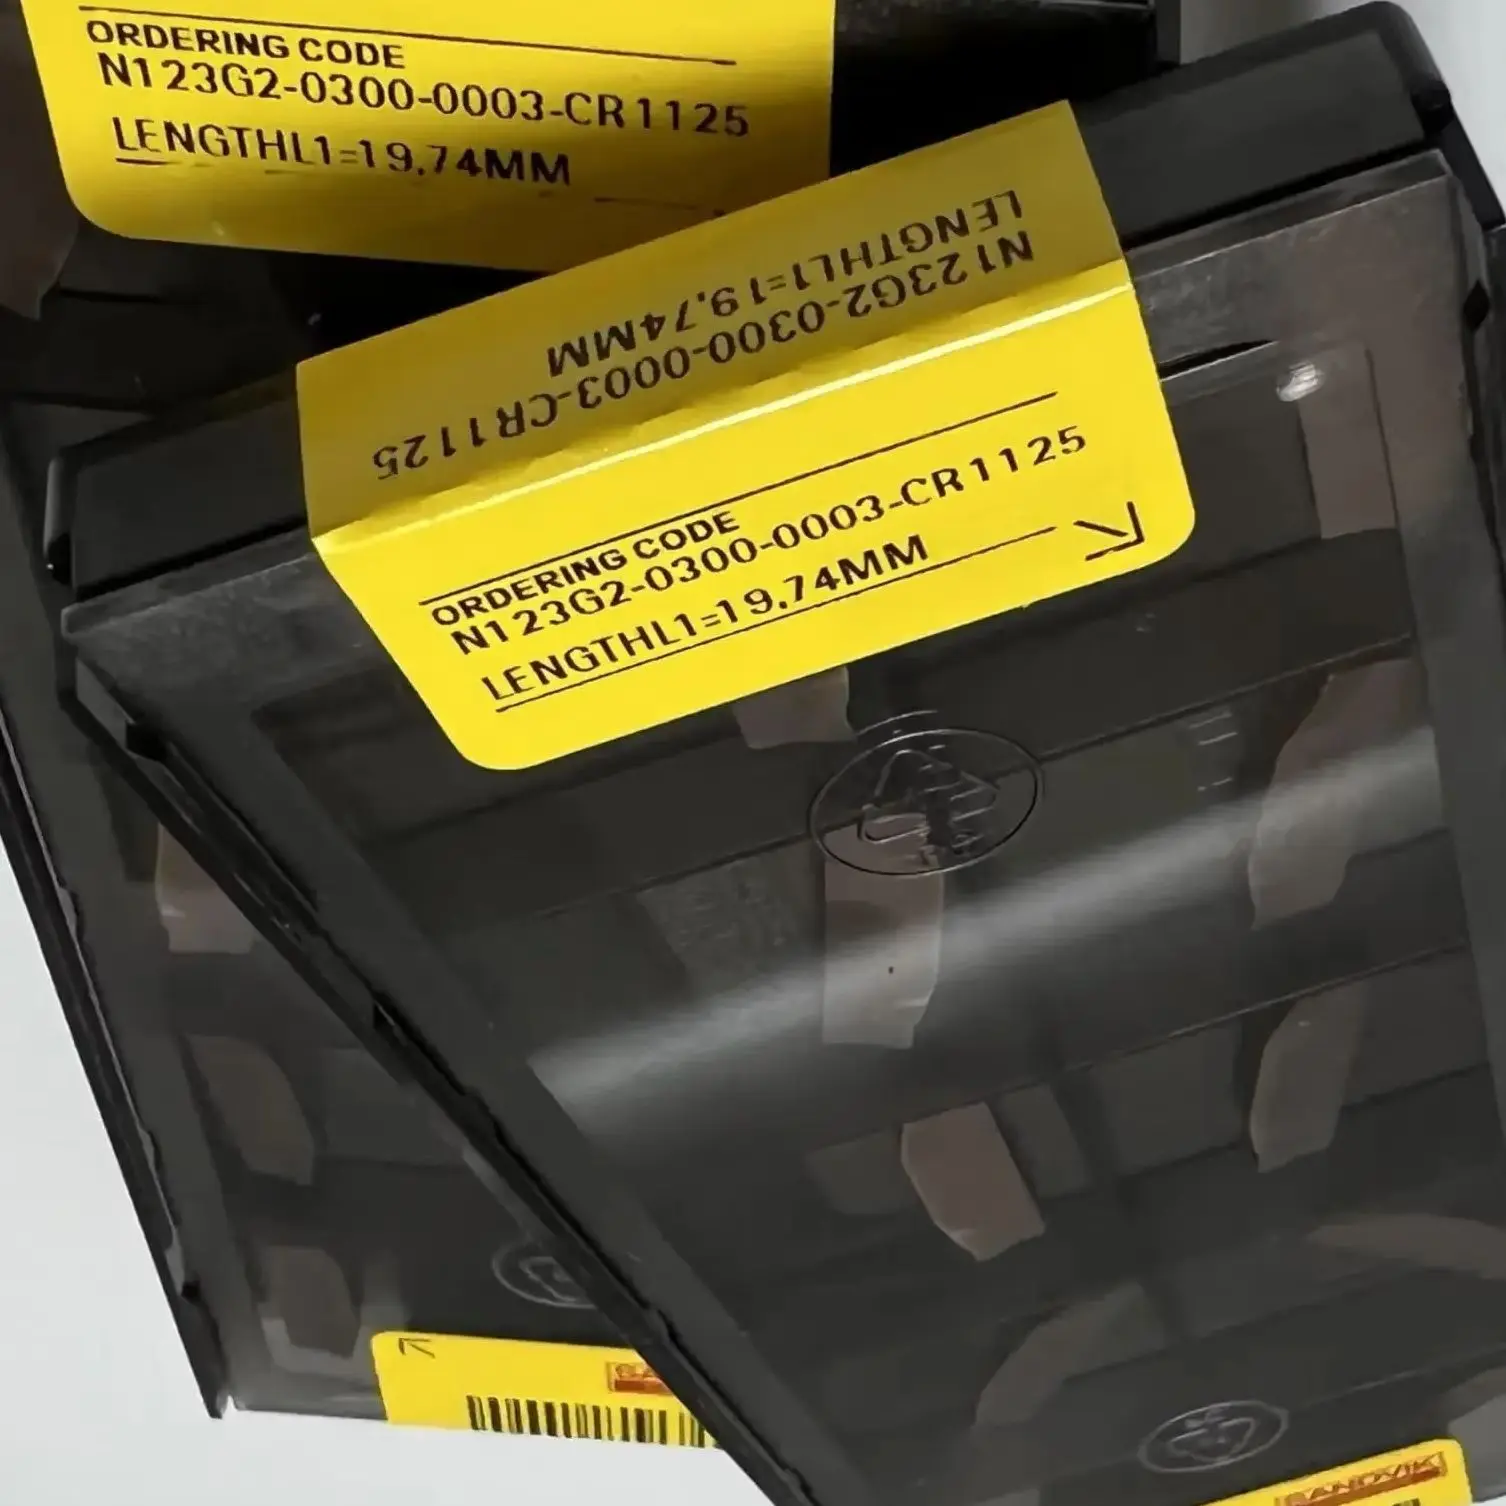 ORDERING CODE
N123G2-0300-0003-CR1125
LENGTHL1=19,74MM
LENGTHL1=19,74MM
N123G2-0300-0003-CR1125
ORDERING CODE
N123G2-0300-0003-CR1125
LENGTHL1=19,74MM
SANDVIK